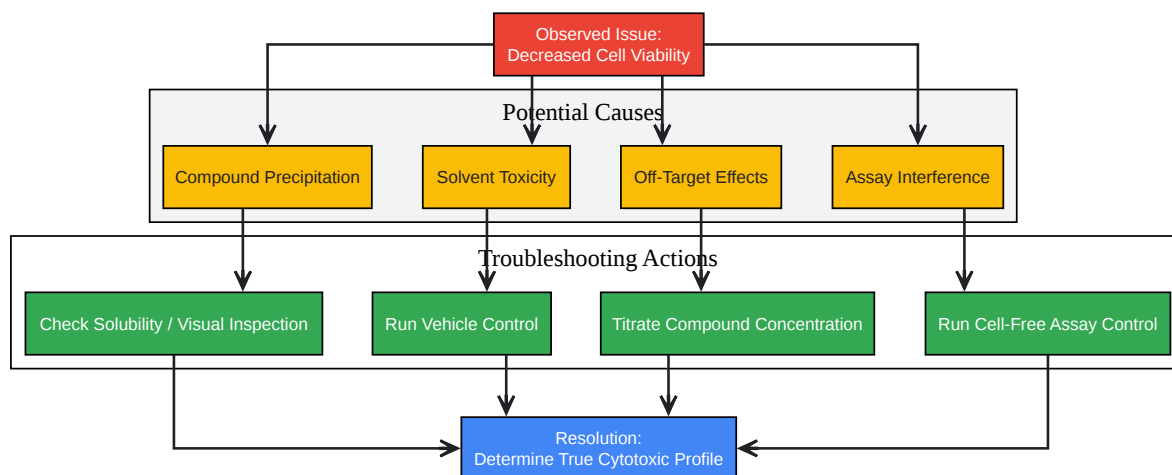 Observed Issue:
Decreased Cell Viability
Potential Causes
Compound Precipitation
Solvent Toxicity
Off-Target Effects
Assay Interference
Troubleshooting Actions
Check Solubility / Visual Inspection
Run Vehicle Control
Titrate Compound Concentration
Run Cell-Free Assay Control
Resolution:
Determine True Cytotoxic Profile